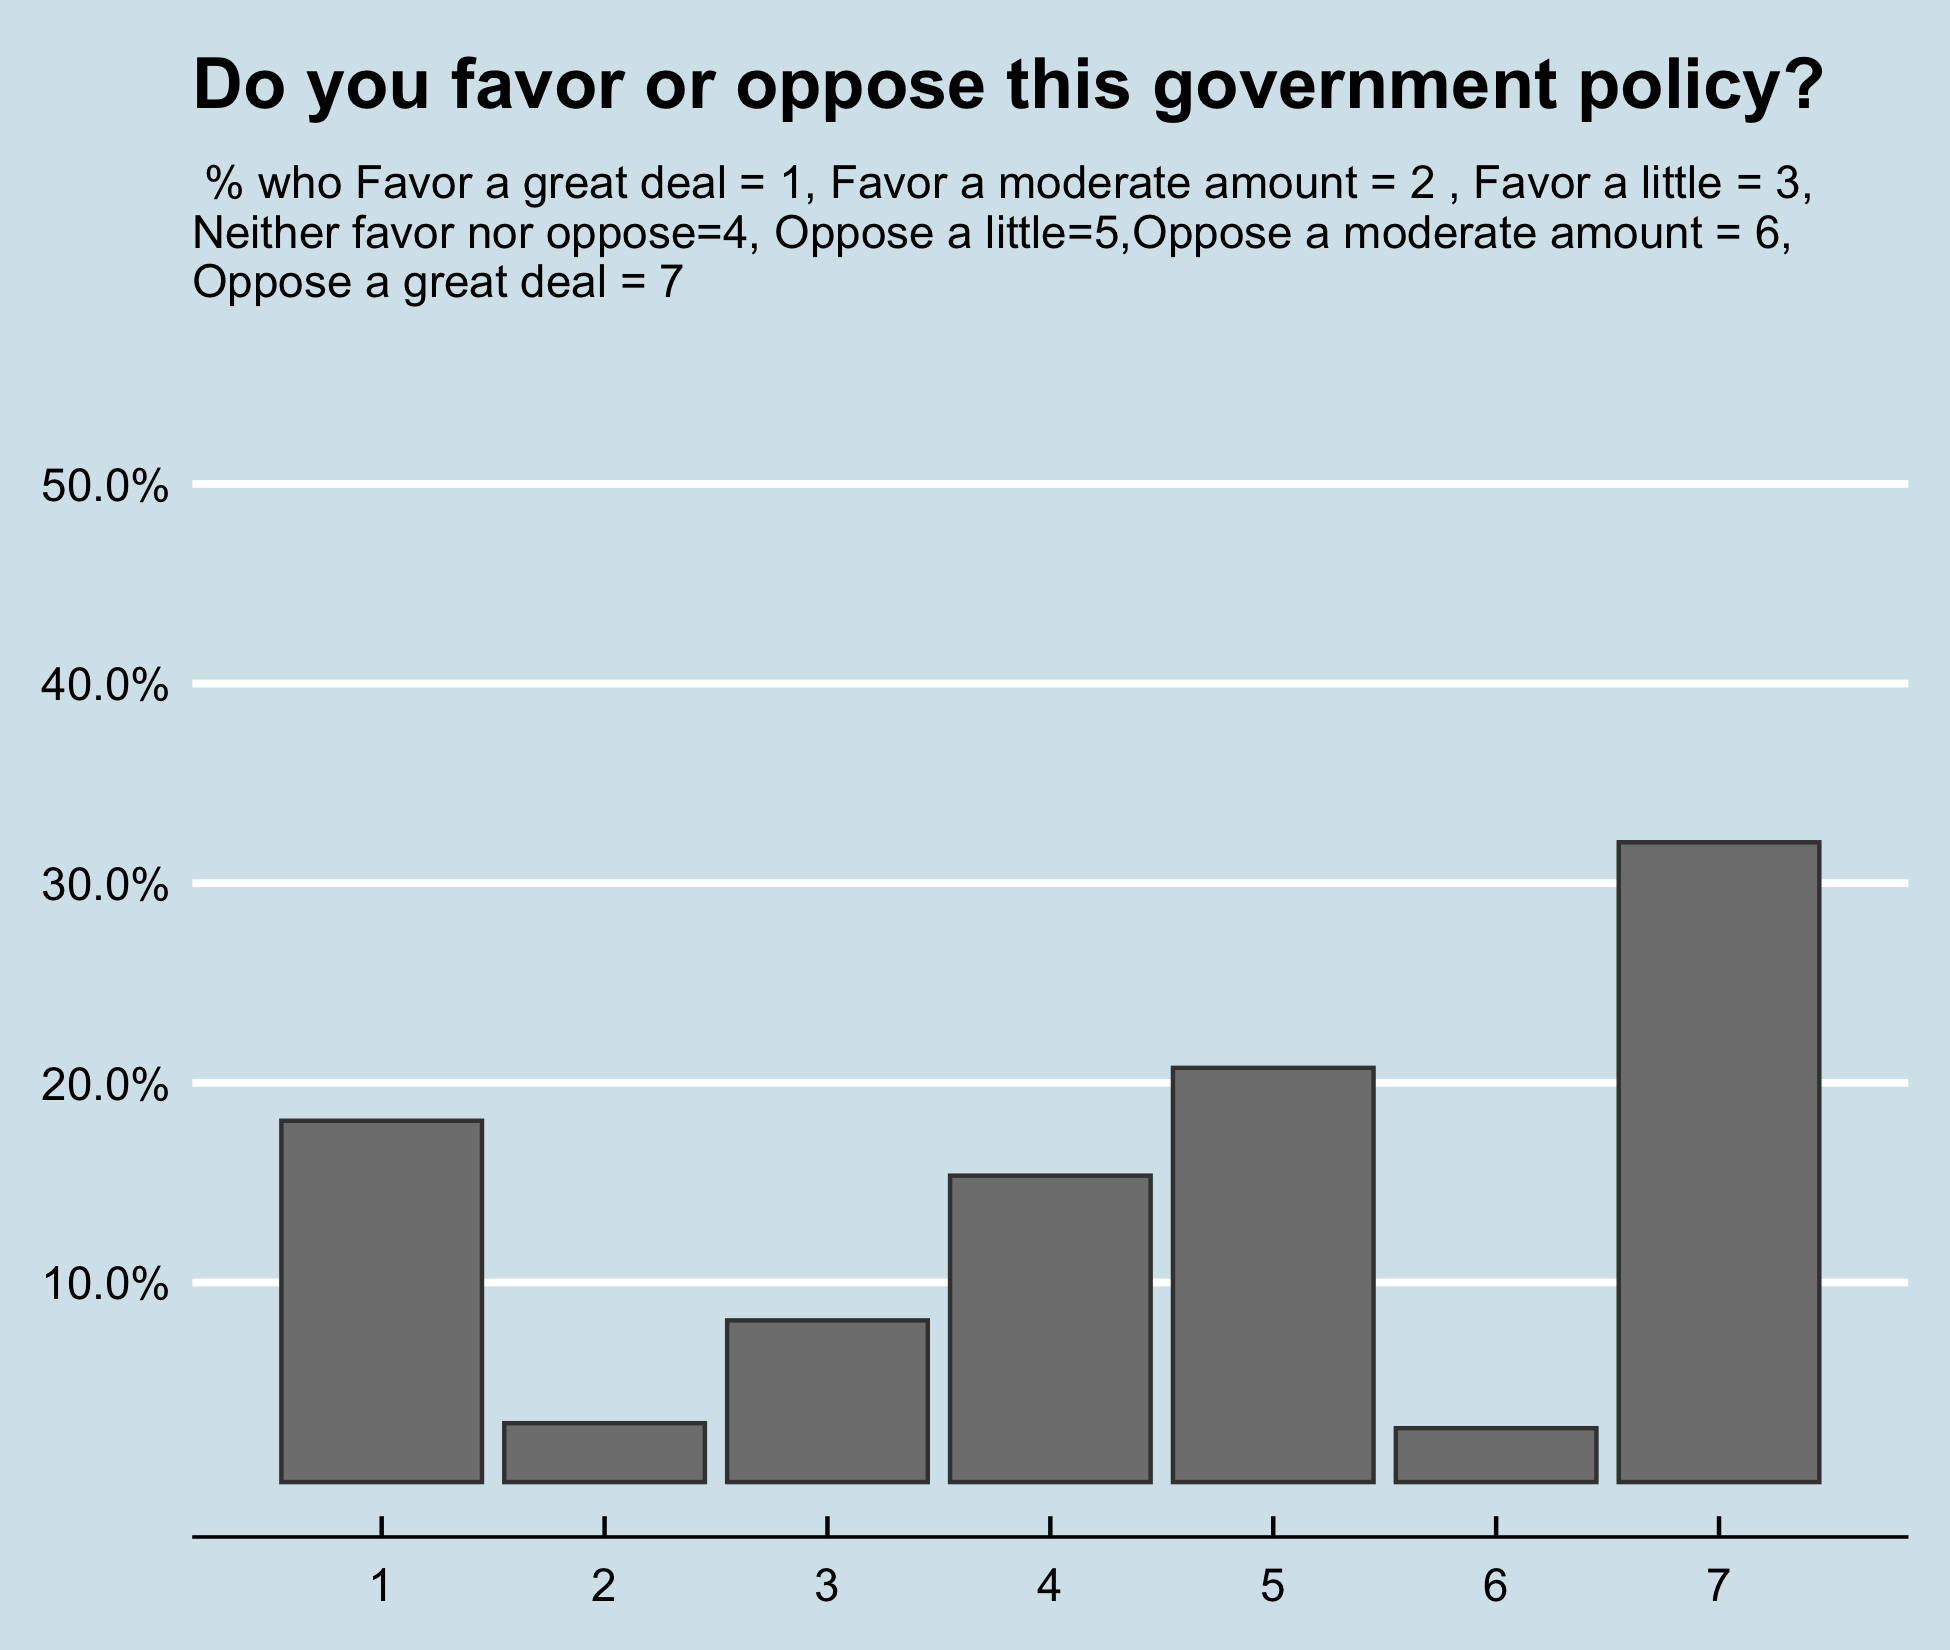 Do you favor or oppose this government policy?
% who Favor a great deal = 1, Favor a moderate amount = 2 , Favor a little = 3,
Neither favor nor oppose=4, Oppose a little=5,Oppose a moderate amount = 6,
Oppose a great deal = 7
50.0%
40.0%
30.0%
20.0%
10.0%
1 2 3 4 5 6 7